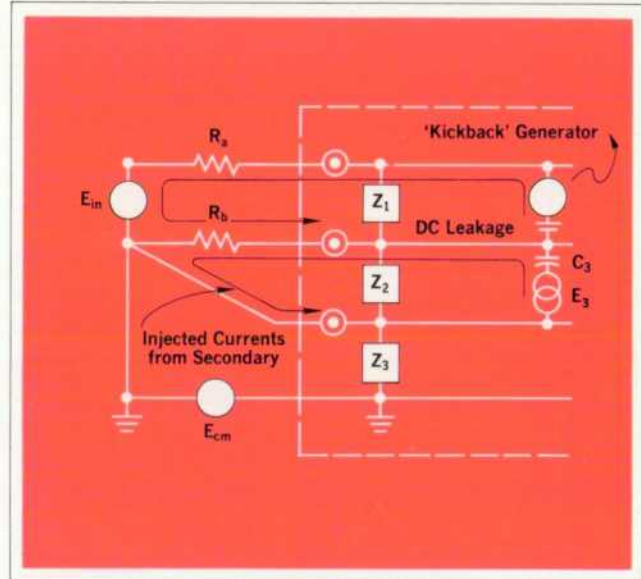 Ra
'Kickback' Generator
Ein
Z1
Rb
DC Leakage
C3
Z2
E3
Injected Currents
from Secondary
Z3
Ecm